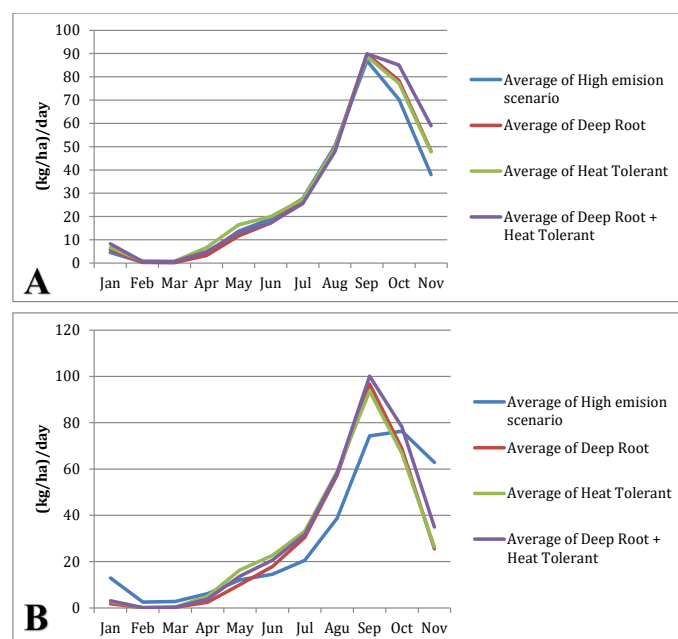 100
90
80
70
60
50
40
30
20
10
0
(kg/ha)/day
Jan Feb Mar Apr May Jun Jul Aug Sep Oct Nov
Average of High emision
scenario
Average of Deep Root
Average of Heat Tolerant
Average of Deep Root +
Heat Tolerant
A
120
100
80
60
40
20
0
(kg/ha)/day
Jan Feb Mar Apr May Jun Jul Agu Sep Oct Nov
Average of High emision
scenario
Average of Deep Root
Average of Heat Tolerant
Average of Deep Root +
Heat Tolerant
B